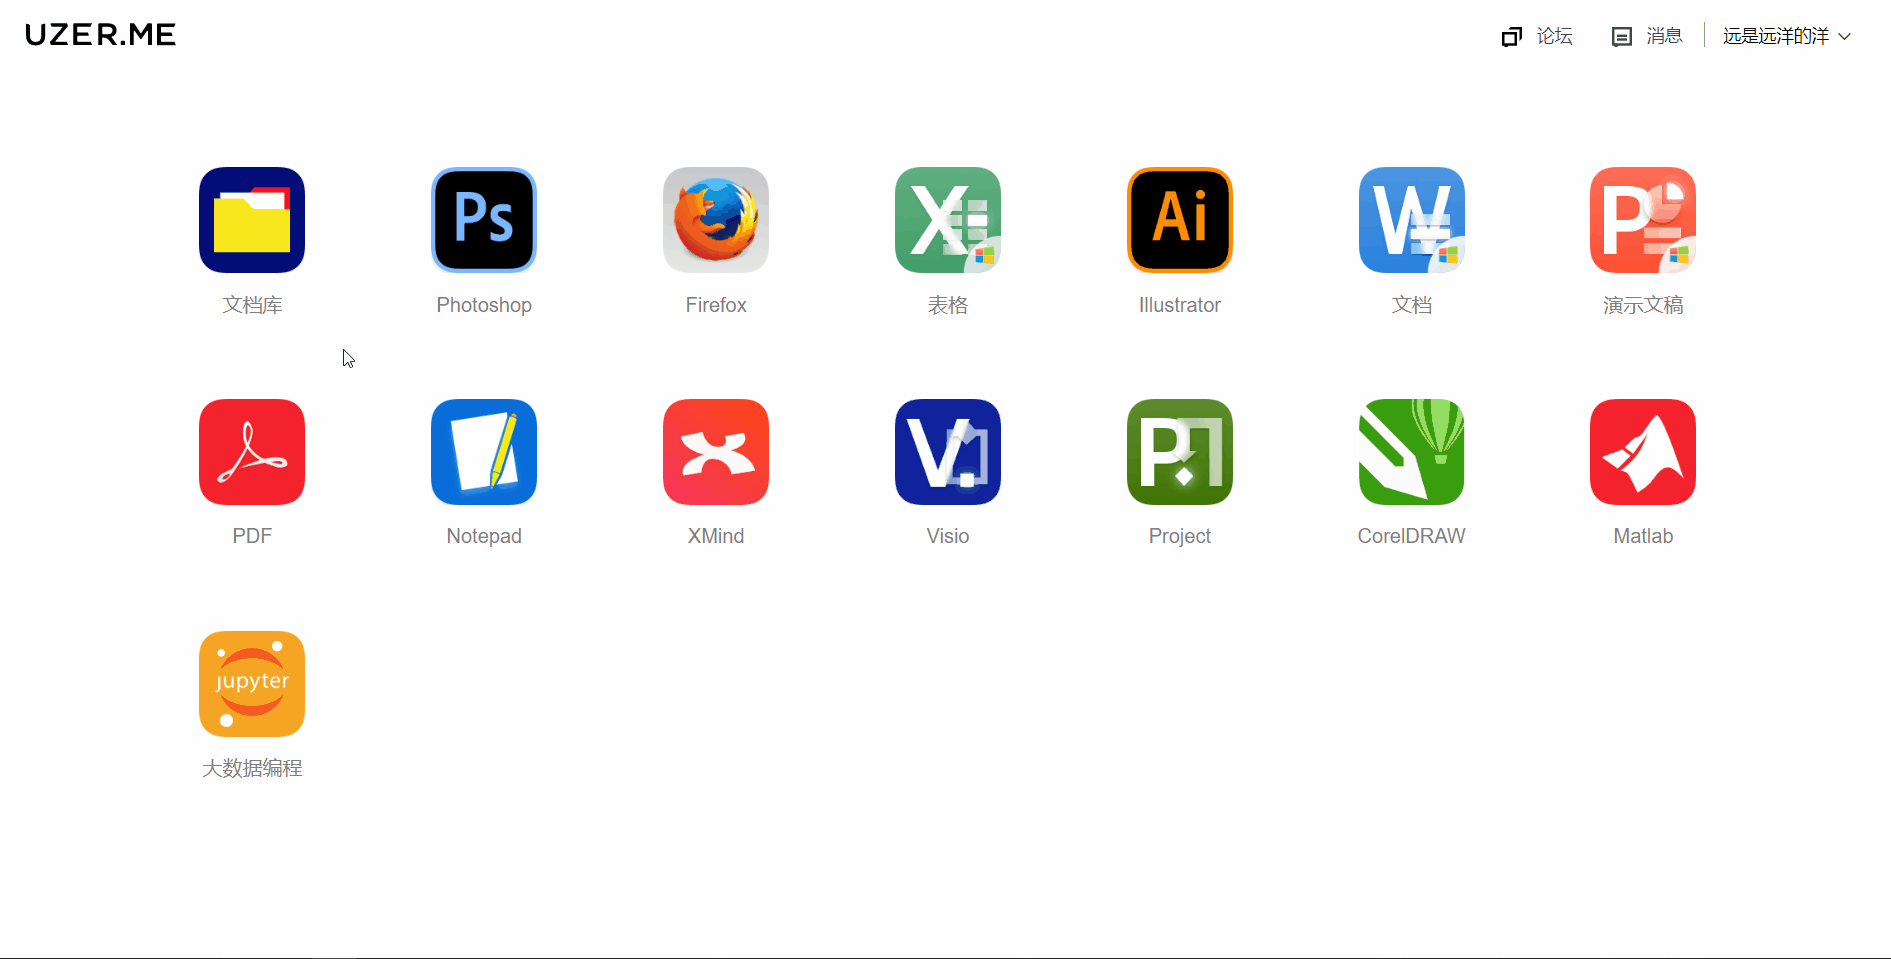 UZER.ME
论坛
消息
远是远洋的洋
Ps
Ai
文档库
Photoshop
Firefox
表格
Illustrator
文档
演示文稿
PDF
Notepad
XMind
Visio
Project
CorelDRAW
Matlab
jupyter
大数据编程